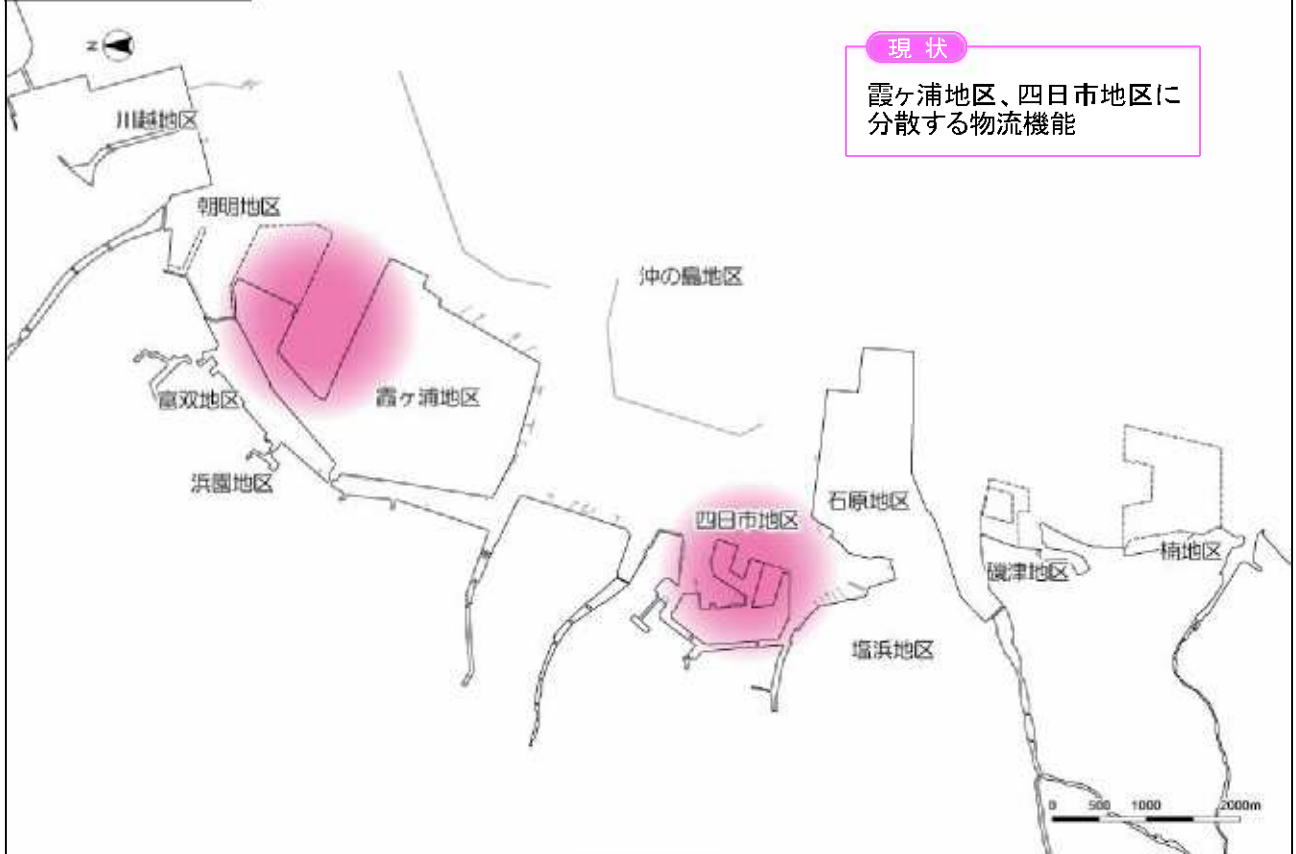 N
現 状
霞ヶ浦地区、四日市地区に
分散する物流機能
川越地区
朝明地区
沖の島地区
富双地区
霞ヶ浦地区
浜園地区
四日市地区
石原地区
磯津地区
楠地区
塩浜地区
0 500 1000 2000m